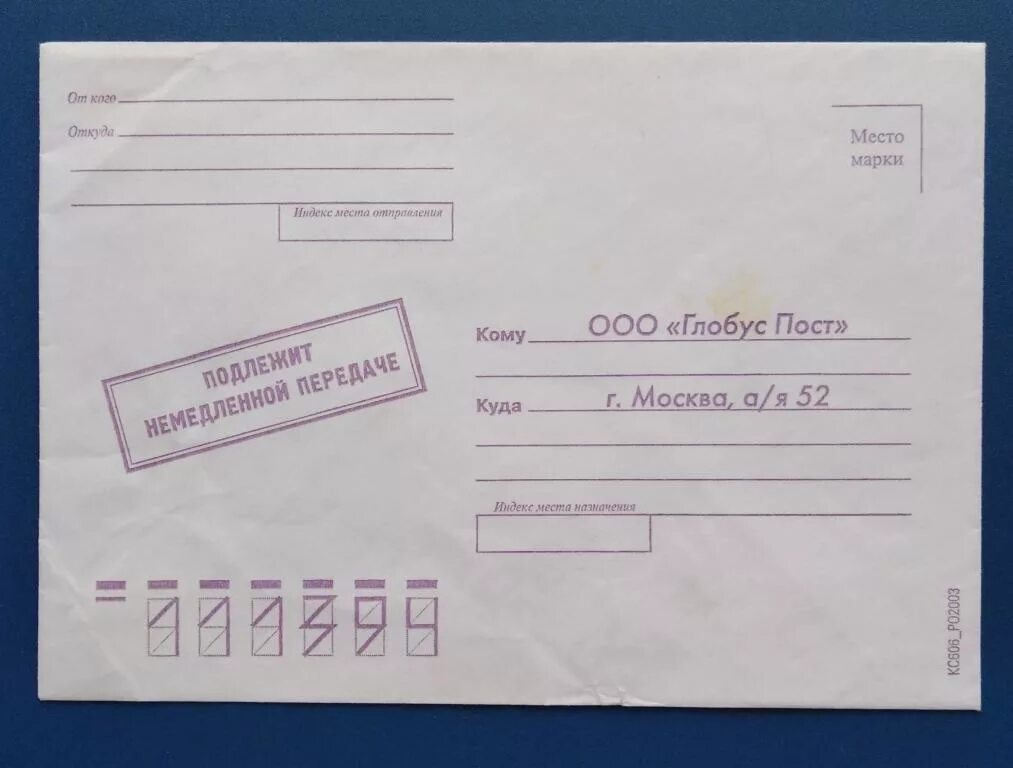 От кого
Откуда
Индекс места отправления
Место
марки
ПОДЛЕЖИТ
НЕМЕДЛЕННОЙ ПЕРЕДАЧЕ
Кому ООО «Глобус Пост»
Куда г. Москва, а/я 52
Индекс места назначения
111394
КС606_Р02003